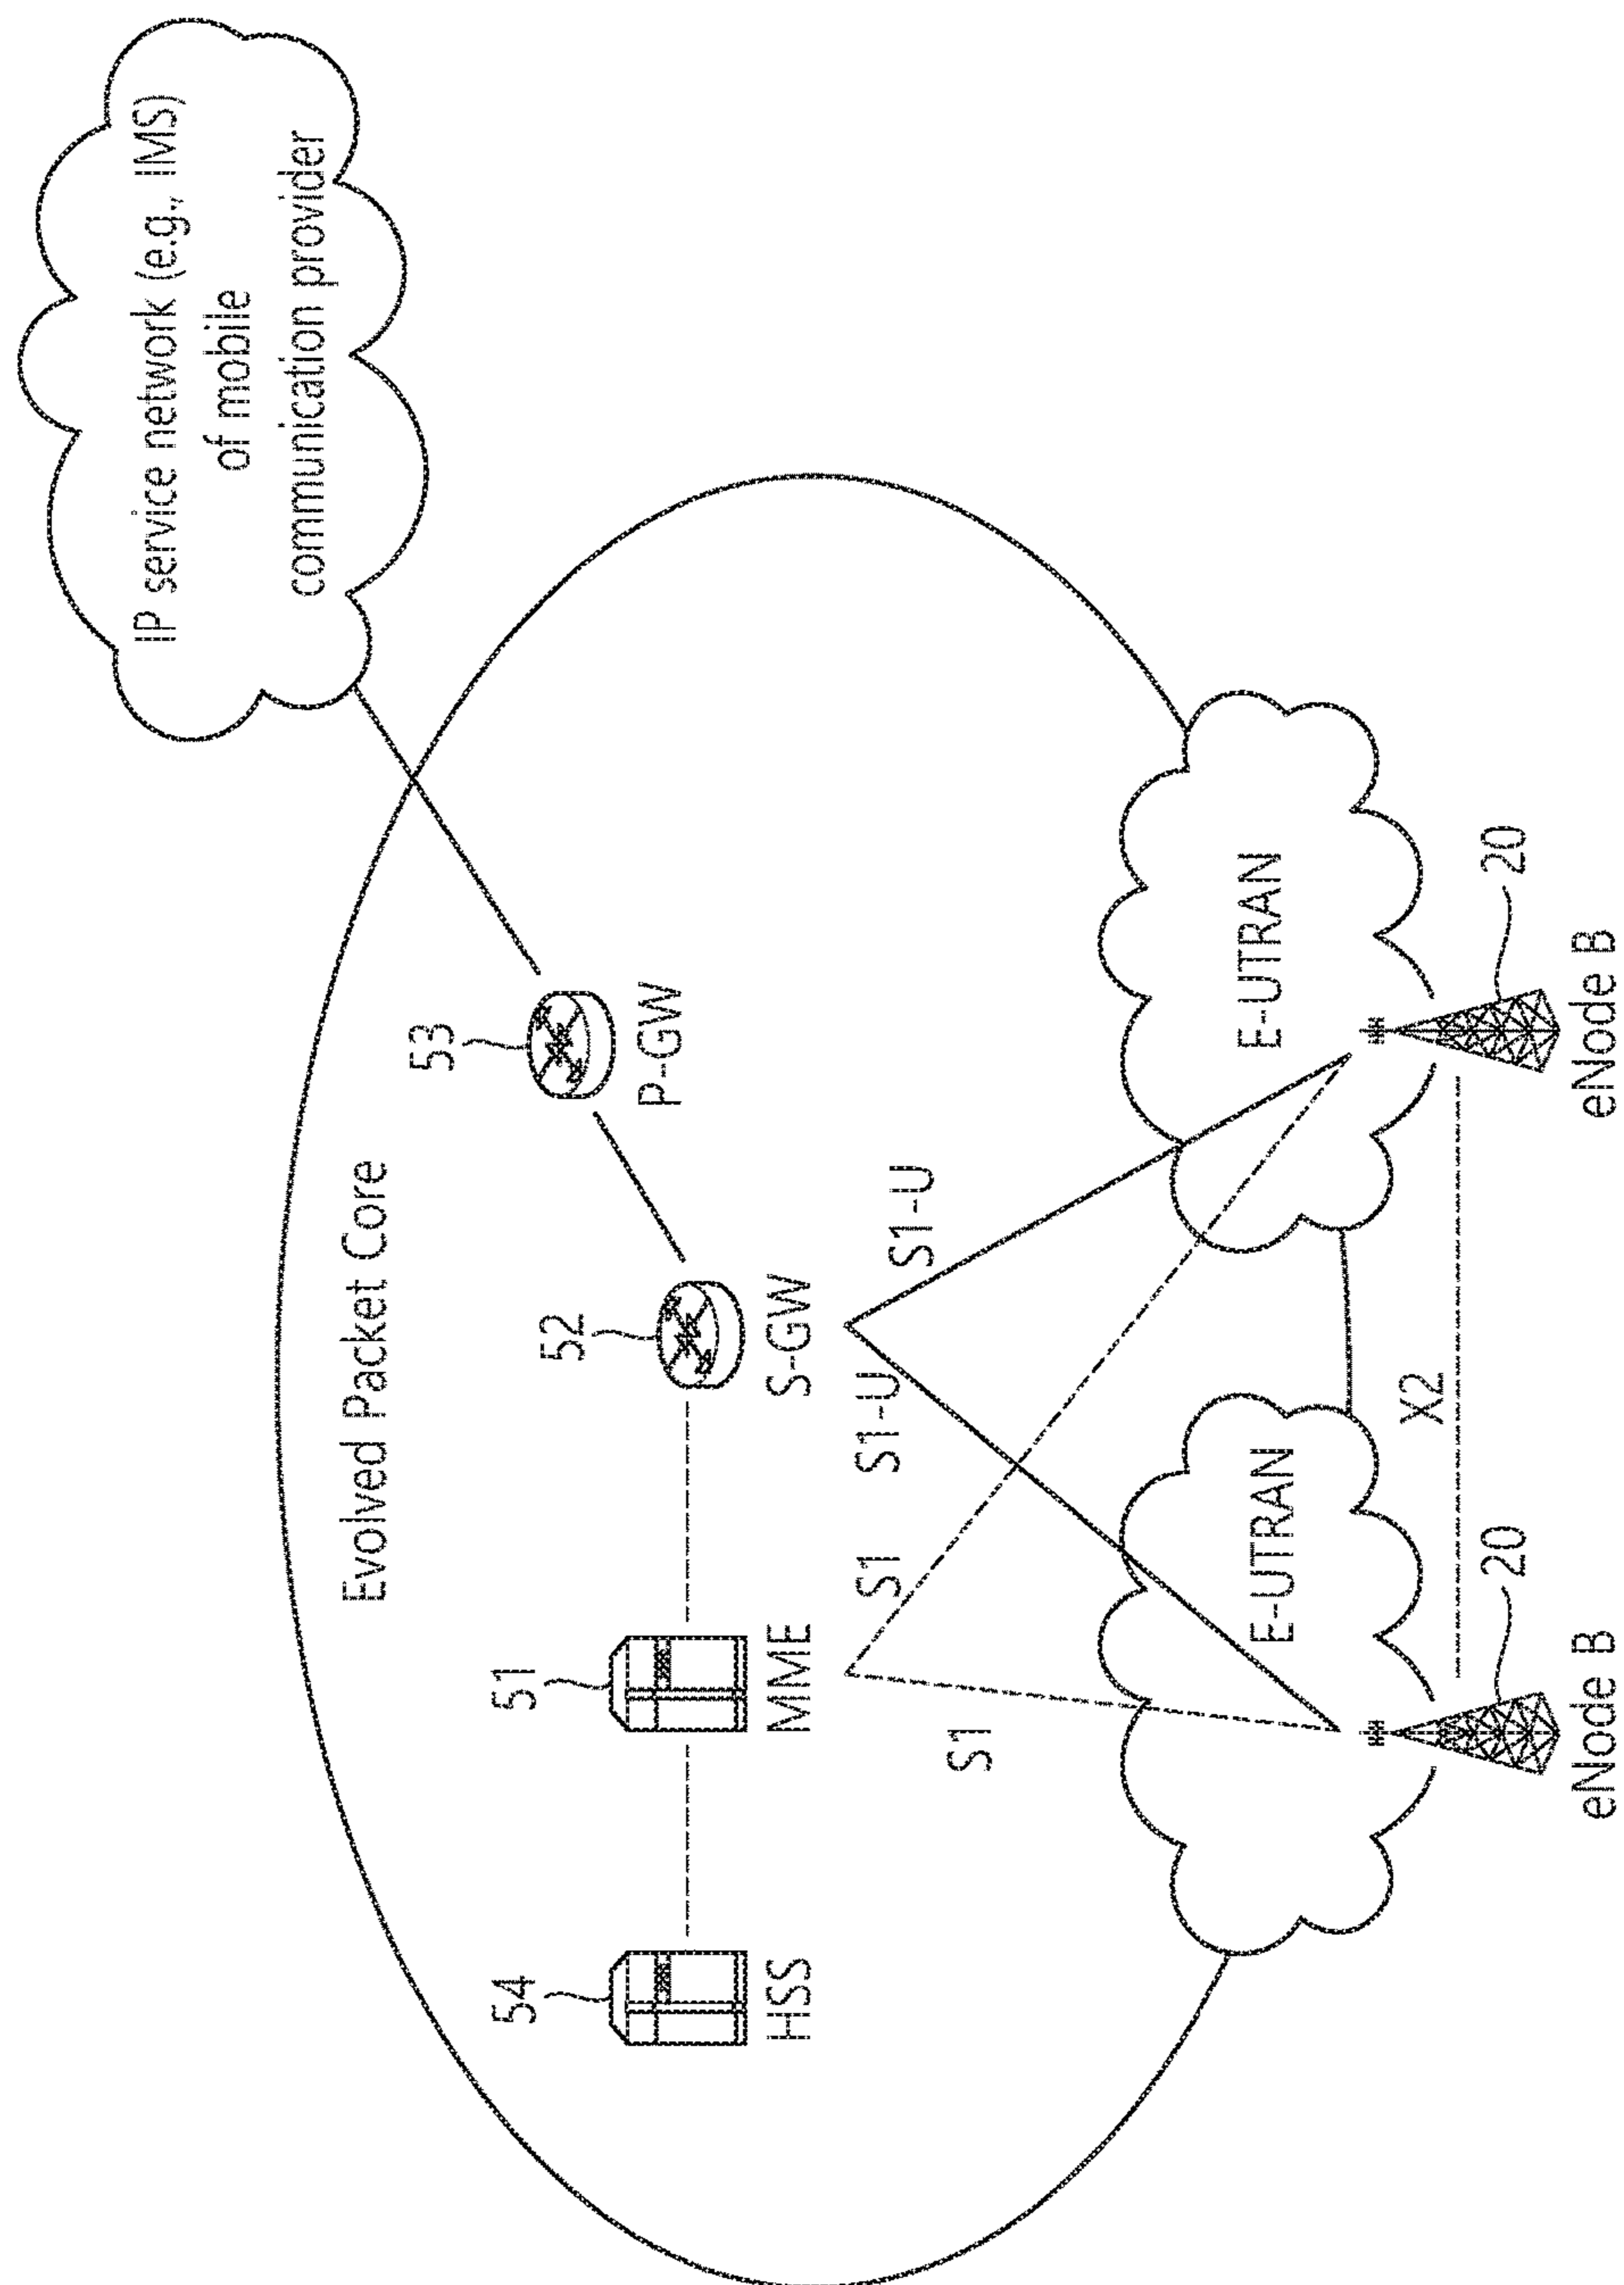 IP service network (e.g., IMS)
of mobile
communication provider
Evolved Packet Core
53
P-GW
52
S-GW
51
MME
54
HSS
S1-U
S1-U
S1
S1
E-UTRAN
E-UTRAN
X2
20
20
eNode B
eNode B